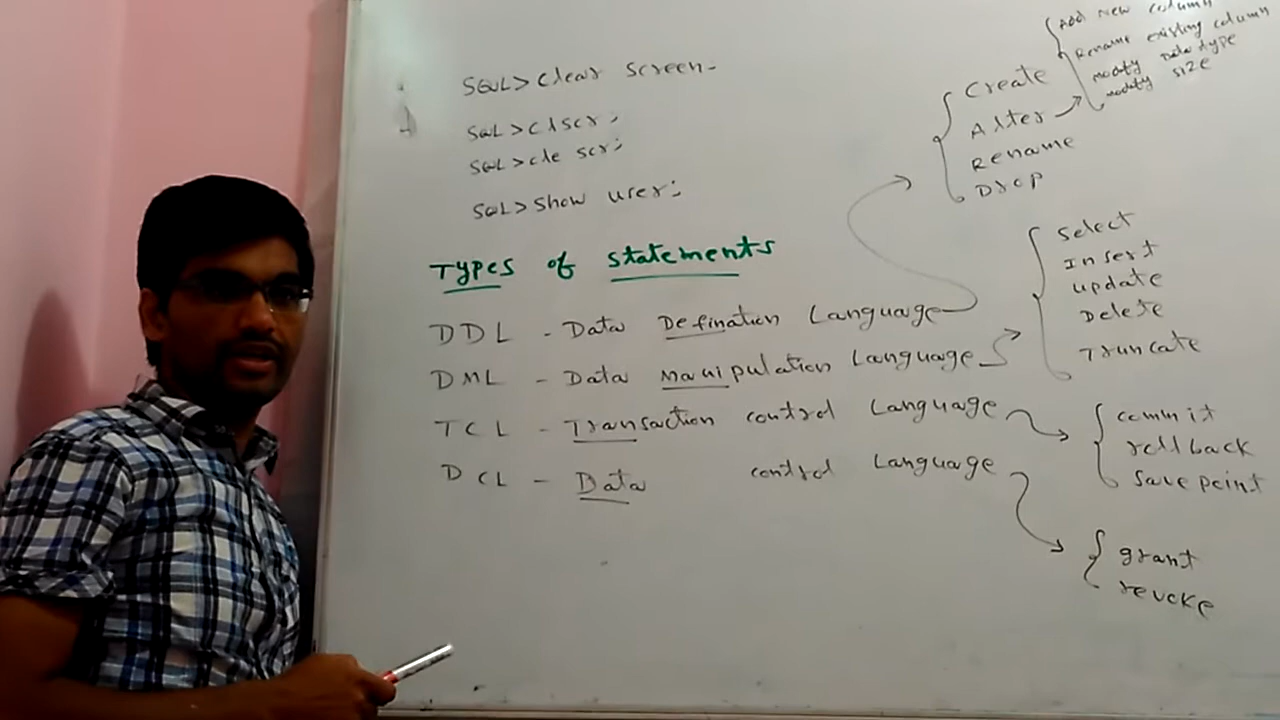 SQL> Clear Screen-
SQL> clscr;
SQL> cle scr;
SQL> Show user;
Types of statements
DDL - Data Defination Language
DML - Data Manipulation Language
TCL - Transaction control Language
DCL - Data control Language
Create
Alter
Rename
Drop
Add New column
Rename existing column
modify Data type
modify size
Select
Insert
update
Delete
Truncate
commit
rollback
Save point
grant
revoke